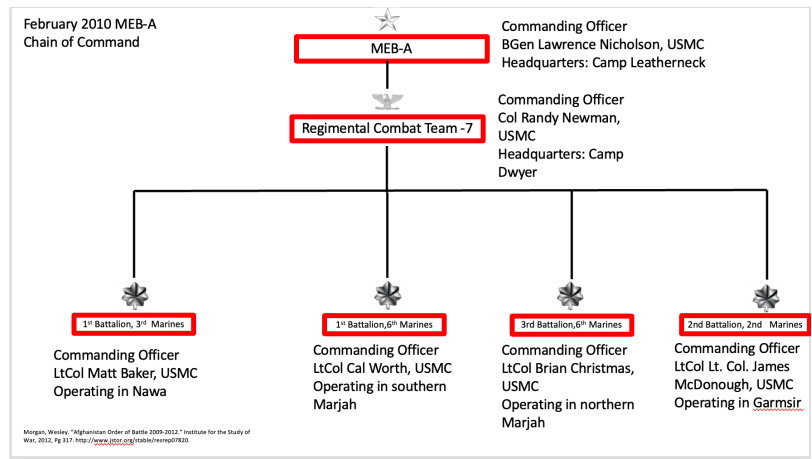 February 2010 MEB-A
Chain of Command
MEB-A
Commanding Officer
BGen Lawrence Nicholson, USMC
Headquarters: Camp Leatherneck
Regimental Combat Team -7
Commanding Officer
Col Randy Newman,
USMC
Headquarters: Camp
Dwyer
1st Battalion, 3rd Marines
Commanding Officer
LtCol Matt Baker, USMC
Operating in Nawa
1st Battalion,6th Marines
Commanding Officer
LtCol Cal Worth, USMC
Operating in southern
Marjah
3rd Battalion,6th Marines
Commanding Officer
LtCol Brian Christmas,
USMC
Operating in northern
Marjah
2nd Battalion, 2nd Marines
Commanding Officer
LtCol Lt. Col. James
McDonough, USMC
Operating in Garmsir
Morgan, Wesley. "Afghanistan Order of Battle 2009-2012." Institute for the Study of
War, 2012, Pg 317. http://www.jstor.org/stable/resrep07820.